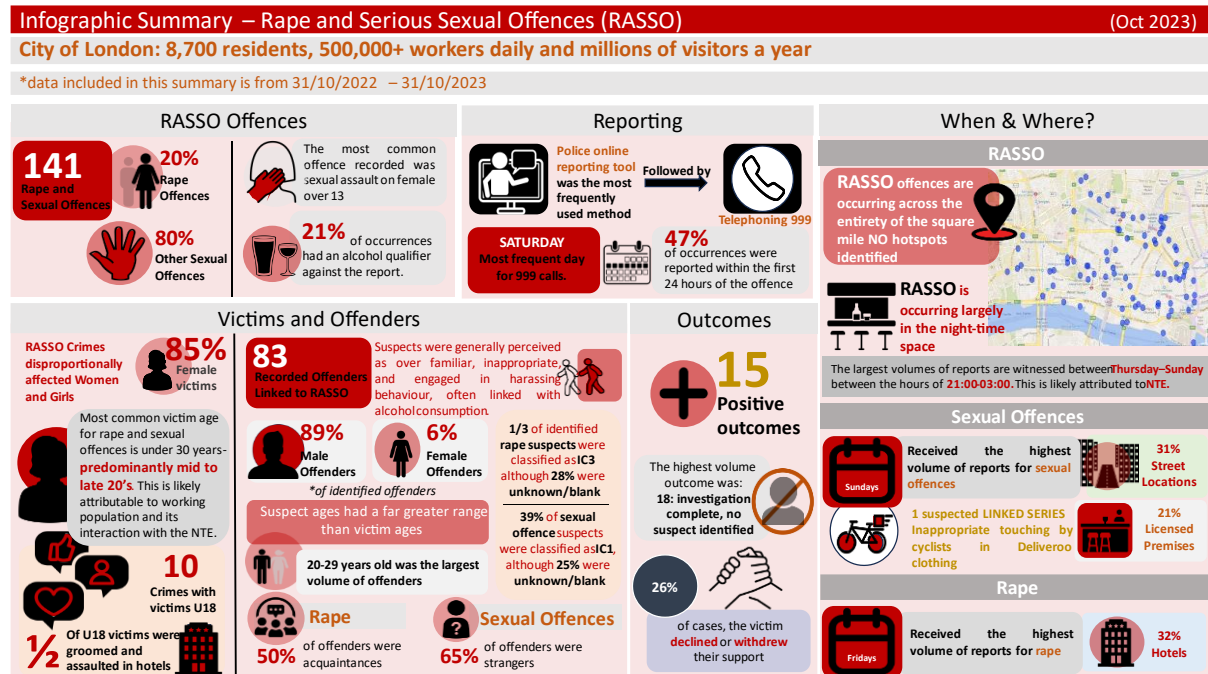 Infographic Summary – Rape and Serious Sexual Offences (RASSO)
(Oct 2023)
City of London: 8,700 residents, 500,000+ workers daily and millions of visitors a year
*data included in this summary is from 31/10/2022 – 31/10/2023
RASSO Offences
141
Rape and
Sexual Offences
20%
Rape
Offences
80%
Other Sexual
Offences
The most common
offence recorded was
sexual assault on female
over 13
21% of occurrences
had an alcohol qualifier
against the report.
Reporting
Police online
reporting tool
was the most
frequently
used method
Followed by
Telephoning 999
SATURDAY
Most frequent day
for 999 calls.
47%
of occurrences were
reported within the first
24 hours of the offence
When & Where?
RASSO
RASSO offences are
occurring across the
entirety of the square
mile NO hotspots
identified
RASSO is
occurring largely
in the night-time
space
The largest volumes of reports are witnessed between Thursday–Sunday
between the hours of 21:00-03:00. This is likely attributed to NTE.
Sexual Offences
Sundays
Received the highest
volume of reports for sexual
offences
31%
Street
Locations
1 suspected LINKED SERIES
Inappropriate touching by
cyclists in Deliveroo
clothing
21%
Licensed
Premises
Rape
Fridays
Received the highest
volume of reports for rape
32%
Hotels
Victims and Offenders
RASSO Crimes
disproportionally
affected Women
and Girls
85%
Female
victims
Most common victim age
for rape and sexual
offences is under 30 years-
predominantly mid to
late 20's. This is likely
attributable to working
population and its
interaction with the NTE.
10
Crimes with
victims U18
½
Of U18 victims were
groomed and
assaulted in hotels
83
Recorded Offenders
Linked to RASSO
Suspects were generally perceived
as over familiar, inappropriate,
and engaged in harassing
behaviour, often linked with
alcohol consumption.
89%
Male
Offenders
6%
Female
Offenders
*of identified offenders
Suspect ages had a far greater range
than victim ages
20-29 years old was the largest
volume of offenders
1/3 of identified
rape suspects were
classified as IC3
although 28% were
unknown/blank
39% of sexual
offence suspects
were classified as IC1,
although 25% were
unknown/blank
Rape
50% of offenders were
acquaintances
Sexual Offences
65% of offenders were
strangers
Outcomes
15
Positive
outcomes
The highest volume
outcome was:
18: investigation
complete, no
suspect identified
26%
of cases, the victim
declined or withdrew
their support